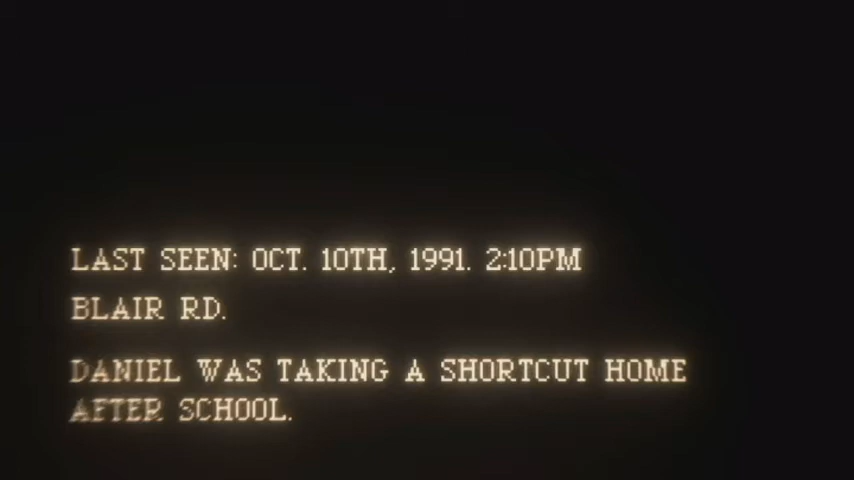 LAST SEEN: OCT. 10TH, 1991. 2:10PM
BLAIR RD.
DANIEL WAS TAKING A SHORTCUT HOME
AFTER SCHOOL.